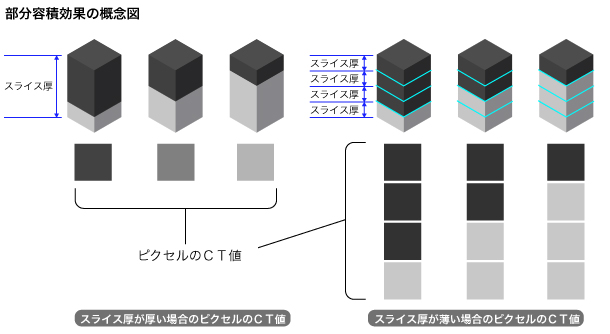 部分容積効果の概念図
スライス厚
スライス厚
スライス厚
スライス厚
スライス厚
ピクセルのＣＴ値
スライス厚が厚い場合のピクセルのＣＴ値
スライス厚が薄い場合のピクセルのＣＴ値